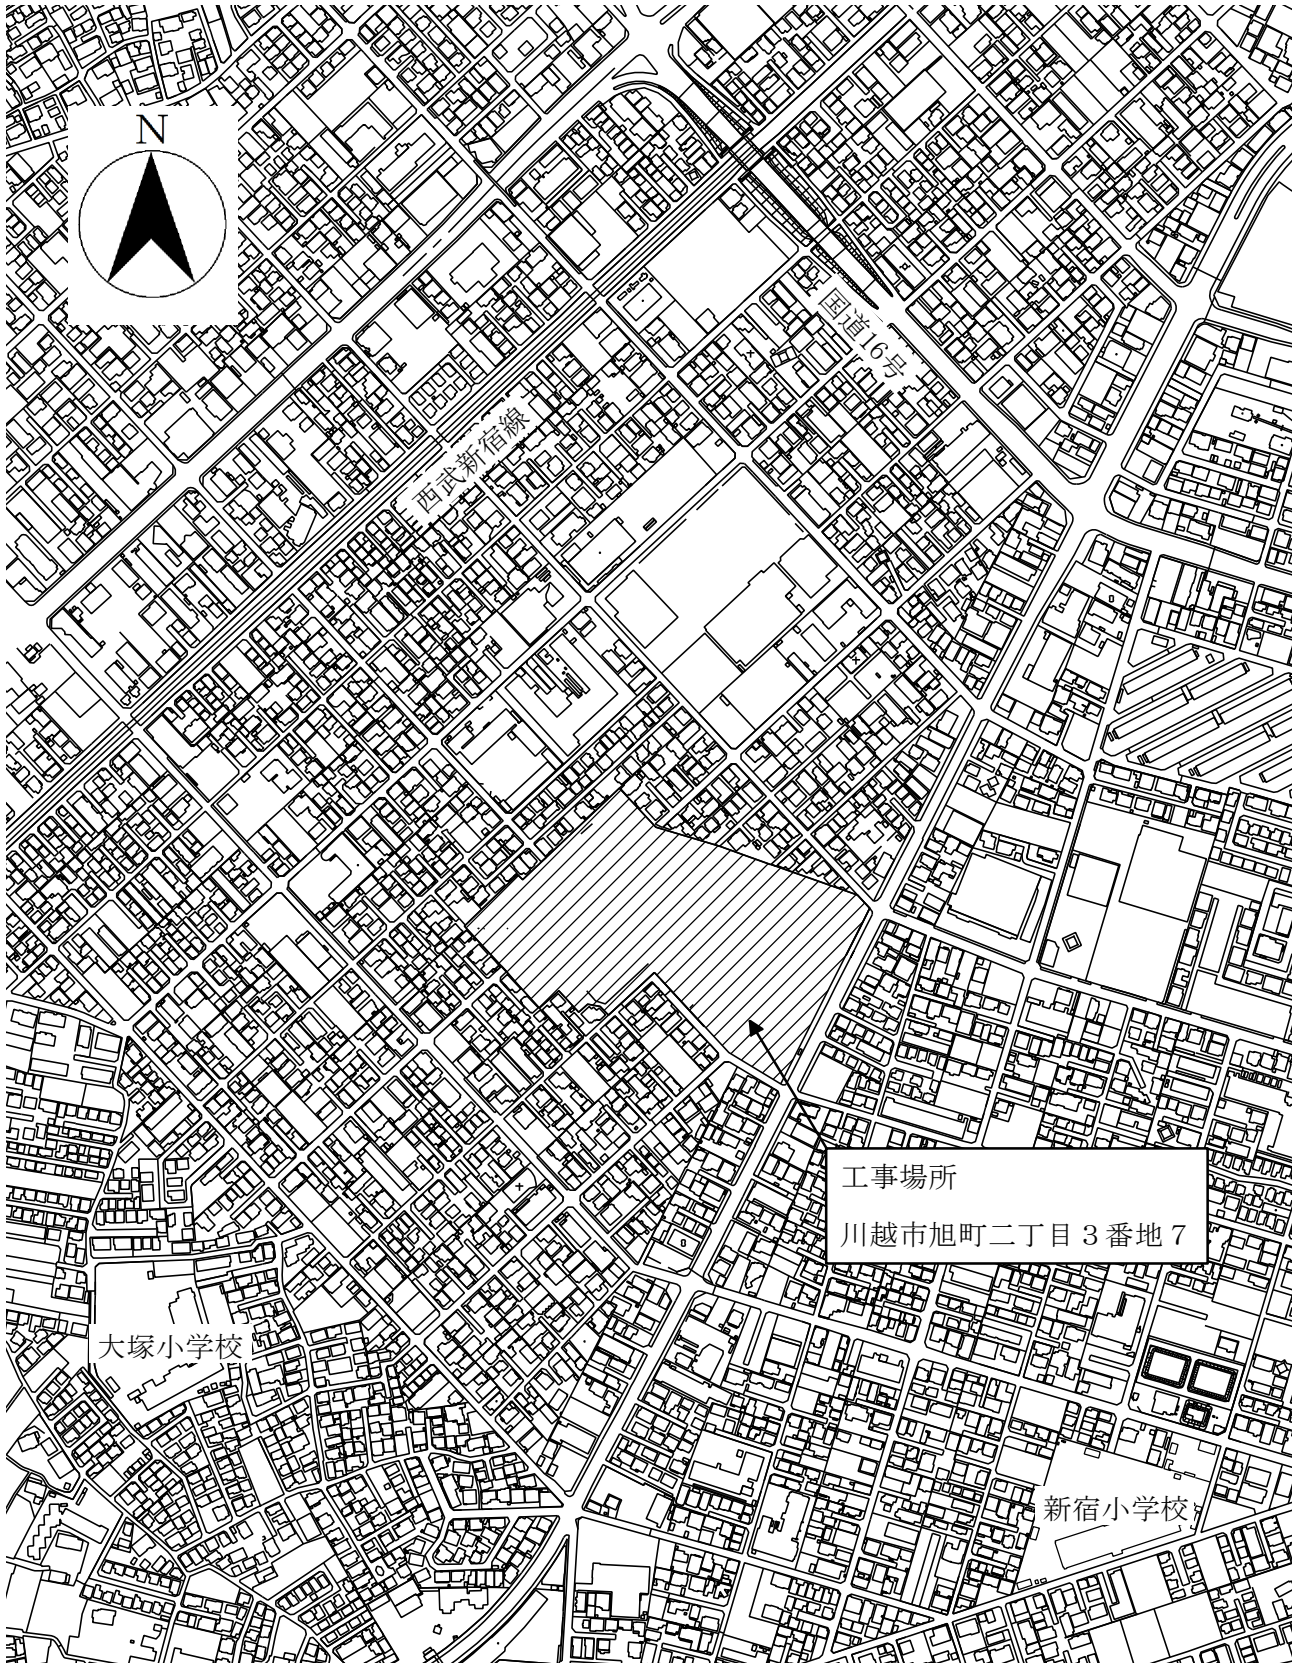 N
国道16号
西武新宿線
工事場所
川越市旭町二丁目３番地７
大塚小学校
新宿小学校